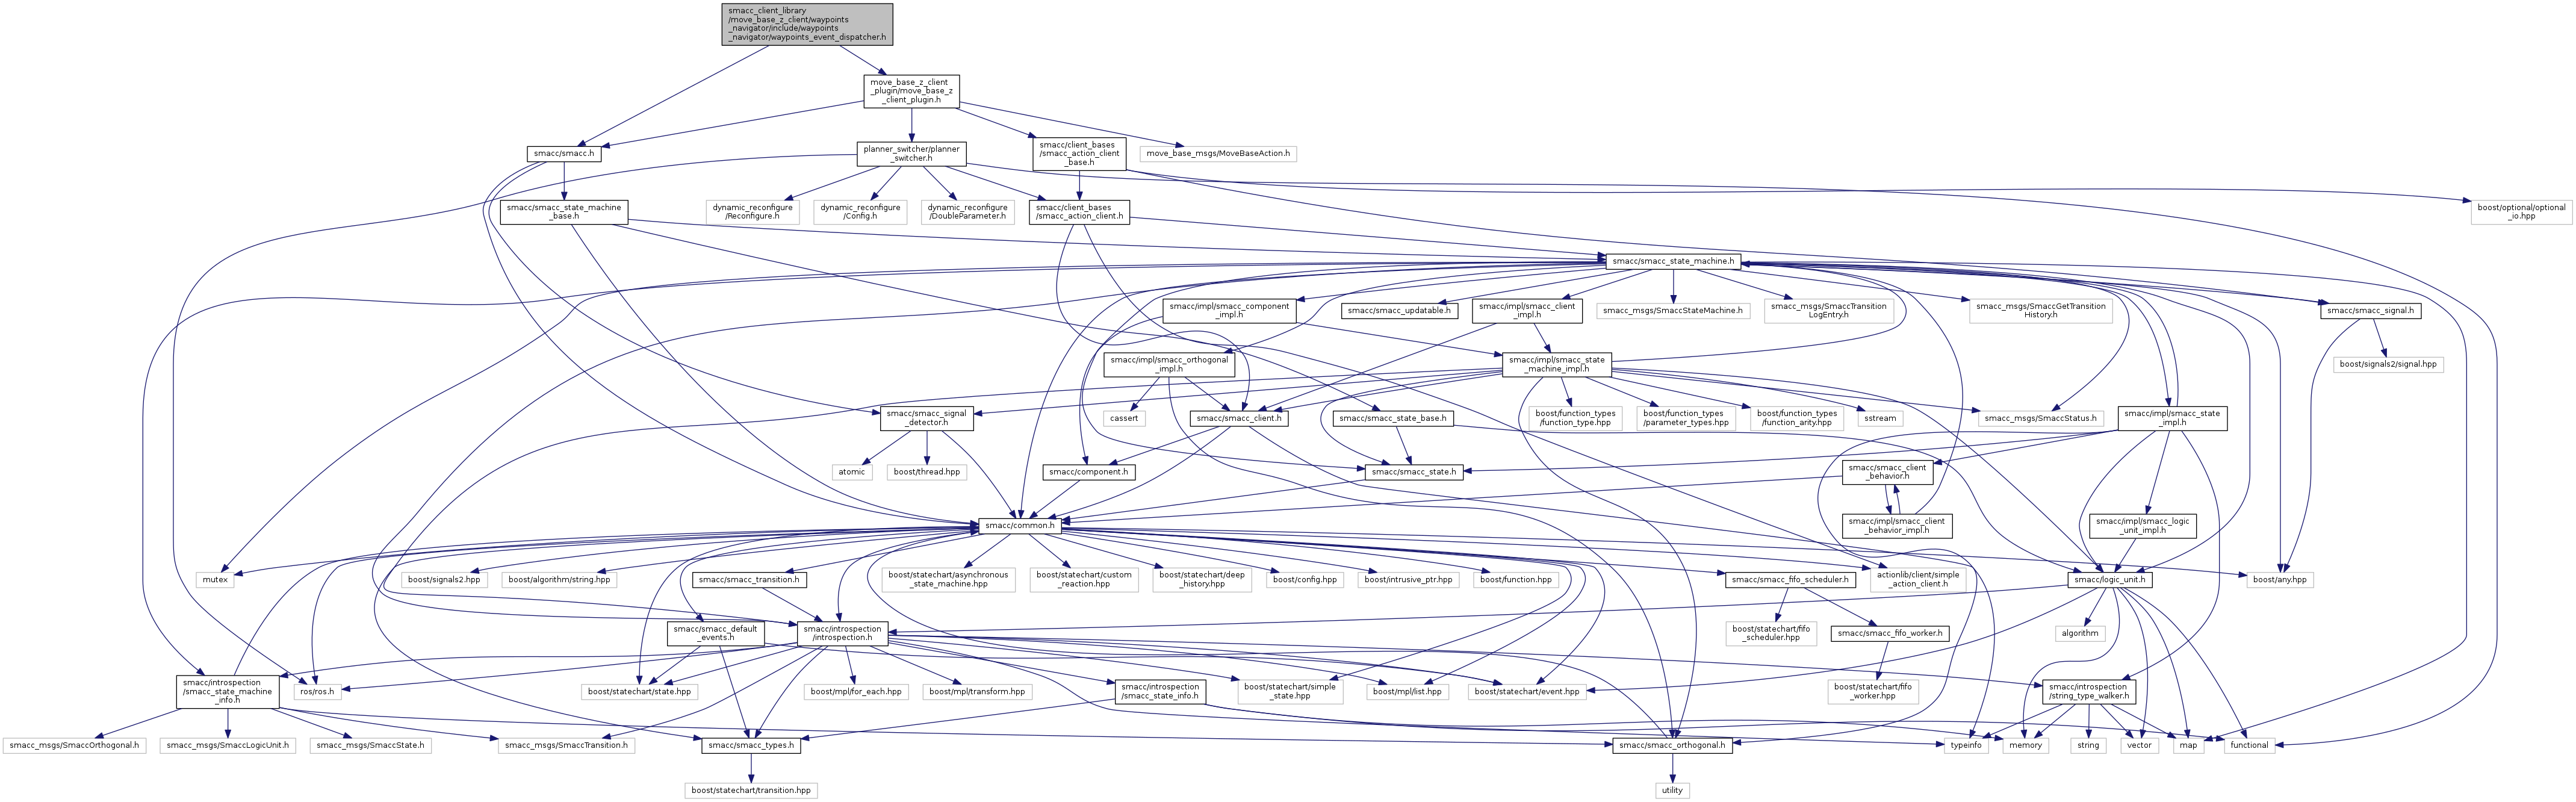 smacc_client_library
/move_base_z_client/waypoints
_navigator/include/waypoints
_navigator/waypoints_event_dispatcher.h
move_base_z_client
_plugin/move_base_z
_client_plugin.h
smacc/smacc.h
planner_switcher/planner
_switcher.h
smacc/client_bases
/smacc_action_client
_base.h
move_base_msgs/MoveBaseAction.h
smacc/smacc_state_machine
_base.h
dynamic_reconfigure
/Reconfigure.h
dynamic_reconfigure
/Config.h
dynamic_reconfigure
/DoubleParameter.h
smacc/client_bases
/smacc_action_client.h
boost/optional/optional
_io.hpp
smacc/smacc_state_machine.h
smacc/impl/smacc_component
_impl.h
smacc/smacc_updatable.h
smacc/impl/smacc_client
_impl.h
smacc_msgs/SmaccStateMachine.h
smacc_msgs/SmaccTransition
LogEntry.h
smacc_msgs/SmaccGetTransition
History.h
smacc/smacc_signal.h
smacc/impl/smacc_orthogonal
_impl.h
smacc/impl/smacc_state
_machine_impl.h
boost/signals2/signal.hpp
smacc/smacc_signal
_detector.h
cassert
smacc/smacc_client.h
smacc/smacc_state_base.h
boost/function_types
/function_type.hpp
boost/function_types
/parameter_types.hpp
boost/function_types
/function_arity.hpp
sstream
smacc_msgs/SmaccStatus.h
smacc/impl/smacc_state
_impl.h
atomic
boost/thread.hpp
smacc/component.h
smacc/smacc_state.h
smacc/smacc_client
_behavior.h
smacc/common.h
smacc/impl/smacc_client
_behavior_impl.h
smacc/impl/smacc_logic
_unit_impl.h
mutex
boost/signals2.hpp
boost/algorithm/string.hpp
smacc/smacc_transition.h
boost/statechart/asynchronous
_state_machine.hpp
boost/statechart/custom
_reaction.hpp
boost/statechart/deep
_history.hpp
boost/config.hpp
boost/intrusive_ptr.hpp
boost/function.hpp
smacc/smacc_fifo_scheduler.h
actionlib/client/simple
_action_client.h
smacc/logic_unit.h
boost/any.hpp
smacc/smacc_default
_events.h
smacc/introspection
/introspection.h
boost/statechart/fifo
_scheduler.hpp
smacc/smacc_fifo_worker.h
algorithm
smacc/introspection
/smacc_state_machine
_info.h
ros/ros.h
boost/statechart/state.hpp
boost/mpl/for_each.hpp
boost/mpl/transform.hpp
smacc/introspection
/smacc_state_info.h
boost/statechart/simple
_state.hpp
boost/mpl/list.hpp
boost/statechart/event.hpp
boost/statechart/fifo
_worker.hpp
smacc/introspection
/string_type_walker.h
smacc_msgs/SmaccOrthogonal.h
smacc_msgs/SmaccLogicUnit.h
smacc_msgs/SmaccState.h
smacc_msgs/SmaccTransition.h
smacc/smacc_types.h
smacc/smacc_orthogonal.h
typeinfo
memory
string
vector
map
functional
boost/statechart/transition.hpp
utility